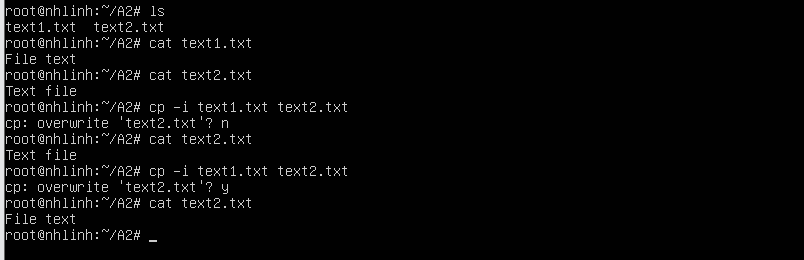 root@nhlinh:~/A2# ls
text1.txt  text2.txt
root@nhlinh:~/A2# cat text1.txt
File text
root@nhlinh:~/A2# cat text2.txt
Text file
root@nhlinh:~/A2# cp -i text1.txt text2.txt
cp: overwrite 'text2.txt'? n
root@nhlinh:~/A2# cat text2.txt
Text file
root@nhlinh:~/A2# cp -i text1.txt text2.txt
cp: overwrite 'text2.txt'? y
root@nhlinh:~/A2# cat text2.txt
File text
root@nhlinh:~/A2# _